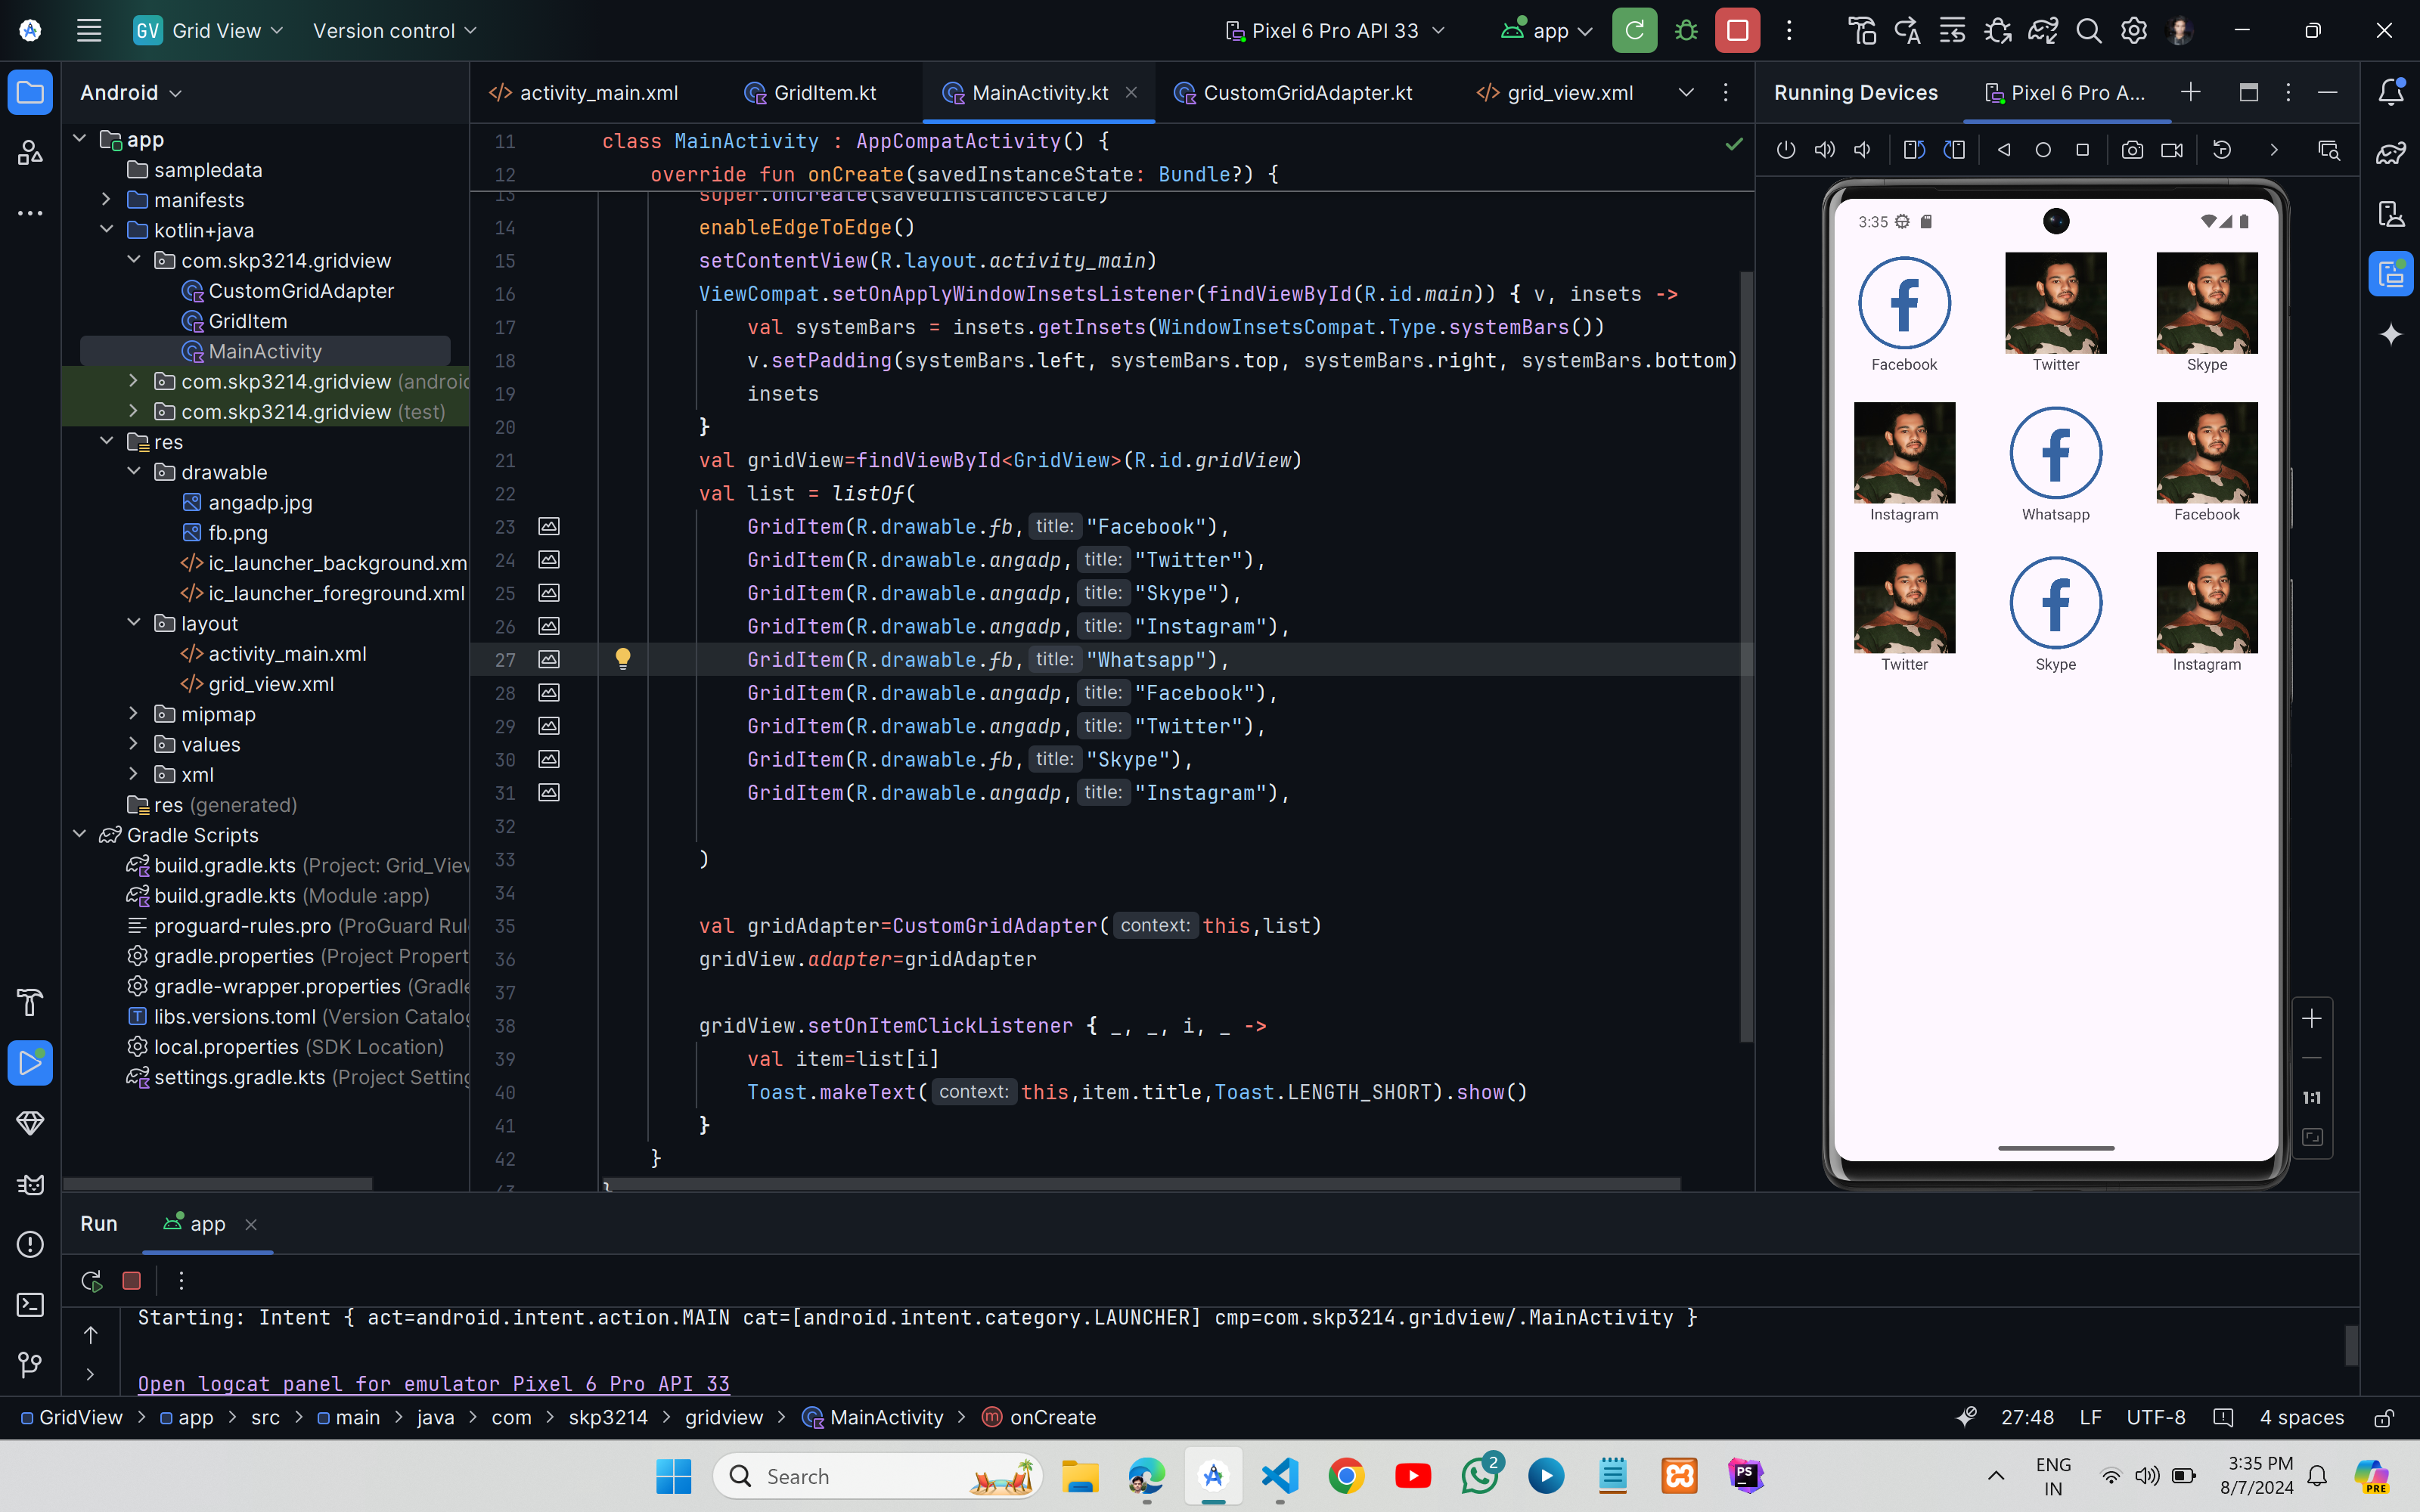 GV Grid View Version control Pixel 6 Pro API 33 app
Android
app
sampledata
manifests
kotlin+java
com.skp3214.gridview
CustomGridAdapter
GridItem
MainActivity
com.skp3214.gridview (android
com.skp3214.gridview (test)
res
drawable
angadp.jpg
fb.png
ic_launcher_background.xm
ic_launcher_foreground.xml
layout
activity_main.xml
grid_view.xml
mipmap
values
xml
res (generated)
Gradle Scripts
build.gradle.kts (Project: Grid_View
build.gradle.kts (Module :app)
proguard-rules.pro (ProGuard Rul
gradle.properties (Project Propert
gradle-wrapper.properties (Gradle
libs.versions.toml (Version Catalog
local.properties (SDK Location)
settings.gradle.kts (Project Setting
activity_main.xml GridItem.kt MainActivity.kt CustomGridAdapter.kt grid_view.xml
11 class MainActivity : AppCompatActivity() {
12 override fun onCreate(savedInstanceState: Bundle?) {
13 super.onCreate(savedInstanceState)
14 enableEdgeToEdge()
15 setContentView(R.layout.activity_main)
16 ViewCompat.setOnApplyWindowInsetsListener(findViewById(R.id.main)) { v, insets ->
17 val systemBars = insets.getInsets(WindowInsetsCompat.Type.systemBars())
18 v.setPadding(systemBars.left, systemBars.top, systemBars.right, systemBars.bottom)
19 insets
20 }
21 val gridView=findViewById<GridView>(R.id.gridView)
22 val list = listOf(
23 GridItem(R.drawable.fb, title: "Facebook"),
24 GridItem(R.drawable.angadp, title: "Twitter"),
25 GridItem(R.drawable.angadp, title: "Skype"),
26 GridItem(R.drawable.angadp, title: "Instagram"),
27 GridItem(R.drawable.fb, title: "Whatsapp"),
28 GridItem(R.drawable.angadp, title: "Facebook"),
29 GridItem(R.drawable.angadp, title: "Twitter"),
30 GridItem(R.drawable.fb, title: "Skype"),
31 GridItem(R.drawable.angadp, title: "Instagram"),
32
33 )
34
35 val gridAdapter=CustomGridAdapter( context: this,list)
36 gridView.adapter=gridAdapter
37
38 gridView.setOnItemClickListener { _, _, i, _ ->
39 val item=list[i]
40 Toast.makeText( context: this,item.title,Toast.LENGTH_SHORT).show()
41 }
42 }
43 }
Running Devices Pixel 6 Pro A...
3:35
Facebook Twitter Skype
Instagram Whatsapp Facebook
Twitter Skype Instagram
1:1
Run app
Starting: Intent { act=android.intent.action.MAIN cat=[android.intent.category.LAUNCHER] cmp=com.skp3214.gridview/.MainActivity }
Open logcat panel for emulator Pixel 6 Pro API 33
GridView > app > src > main > java > com > skp3214 > gridview > MainActivity > m onCreate 27:48 LF UTF-8 4 spaces
Search
2
PS
ENG
IN
3:35 PM
8/7/2024
PRE